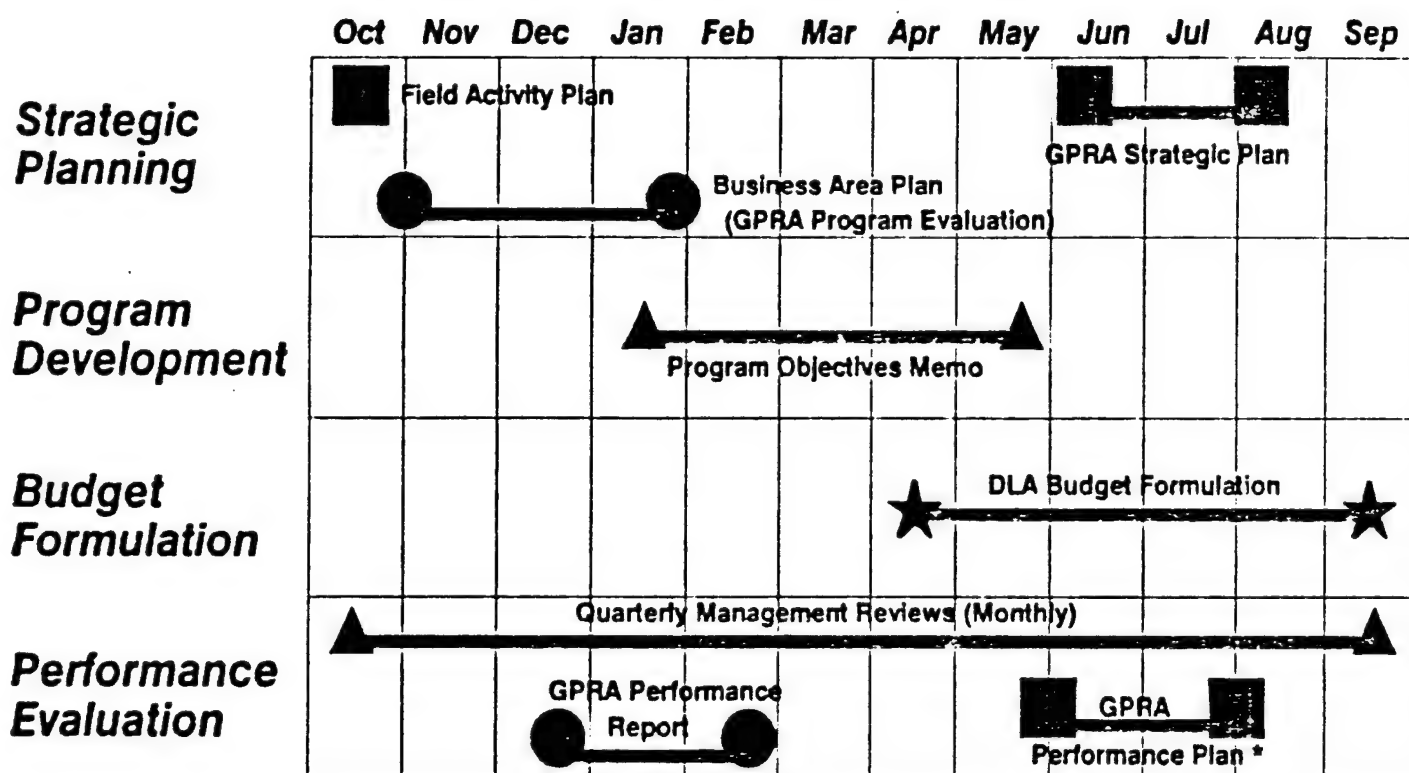 Oct Nov Dec Jan Feb Mar Apr May Jun Jul Aug Sep
Strategic
Planning
Field Activity Plan
GPRA Strategic Plan
Business Area Plan
(GPRA Program Evaluation)
Program
Development
Program Objectives Memo
Budget
Formulation
DLA Budget Formulation
Performance
Evaluation
Quarterly Management Reviews (Monthly)
GPRA Performance
Report
GPRA
Performance Plan *